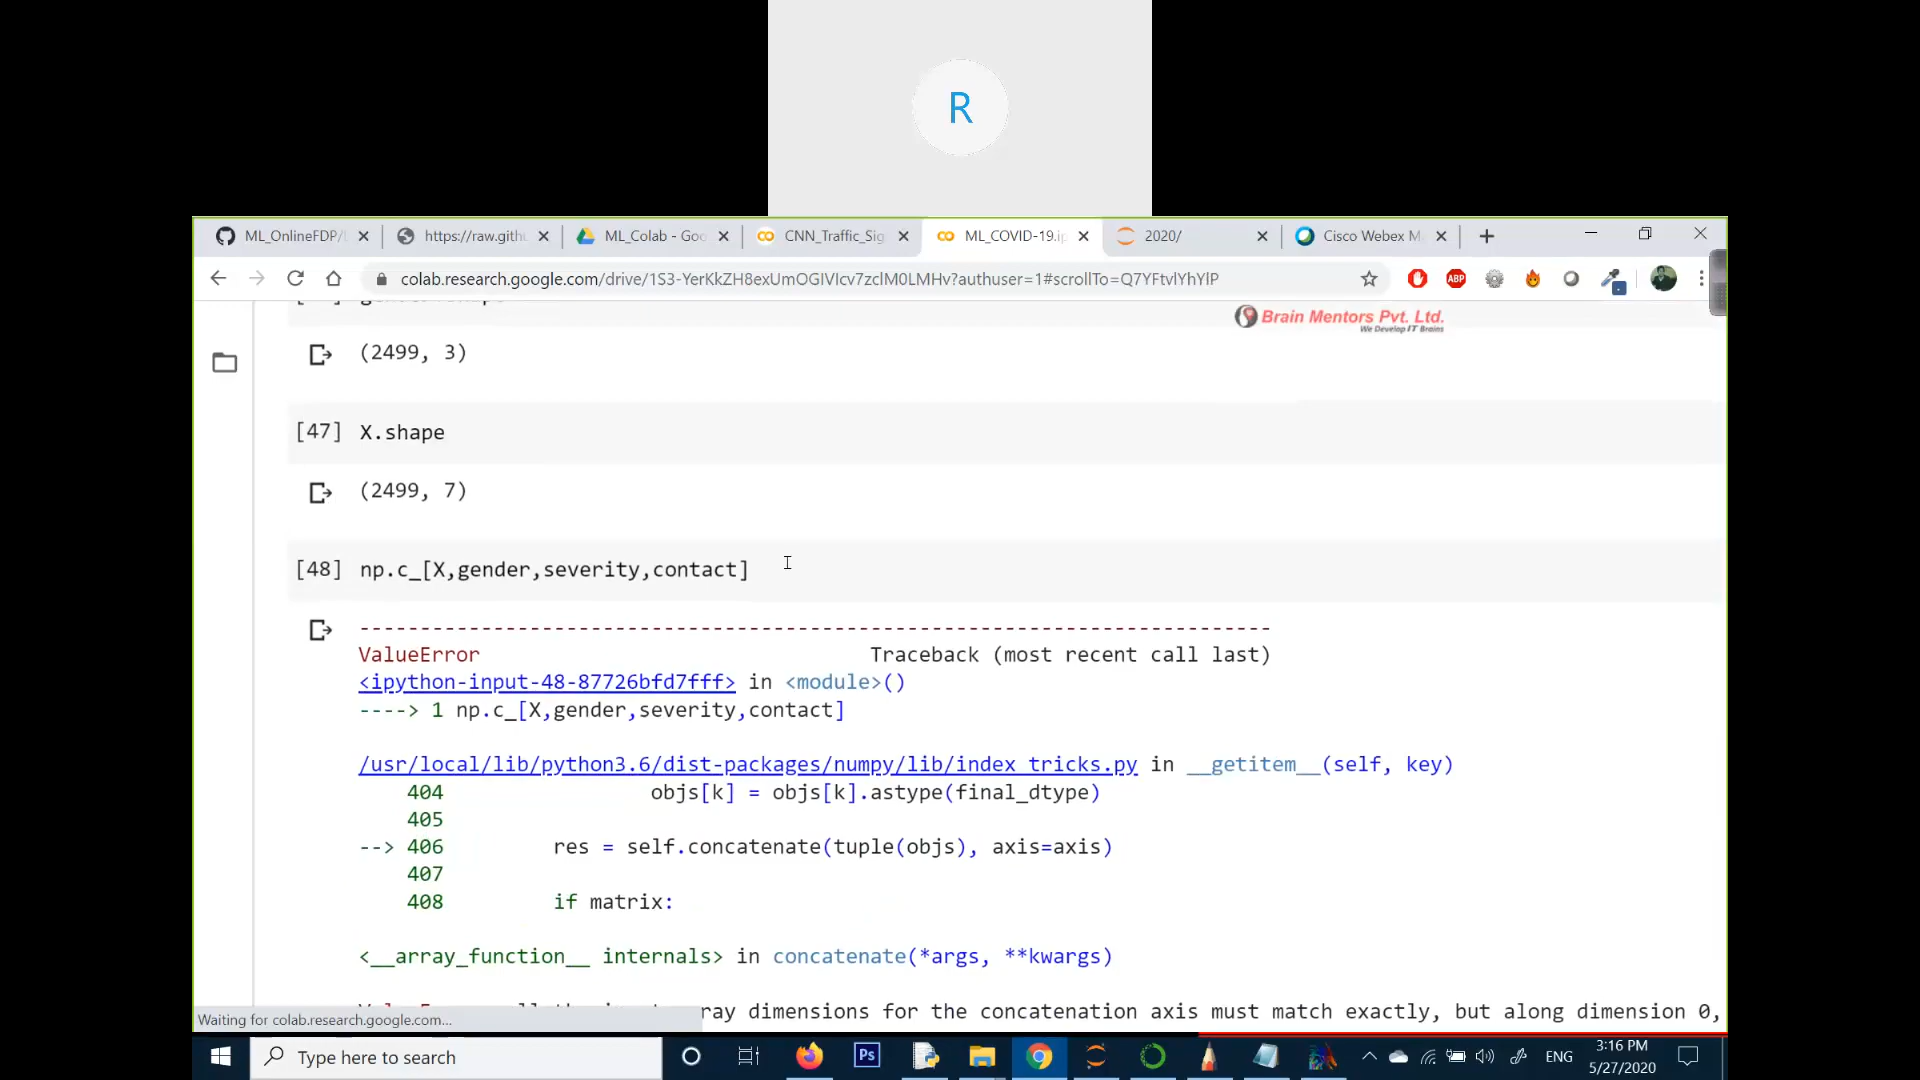 R
ML_OnlineFDP/
https://raw.gith
ML_Colab - Goo
CNN_Traffic_Sig
ML_COVID-19.ip
2020/
Cisco Webex M
colab.research.google.com/drive/1S3-YerKkZH8exUmOGIVIcv7zclM0LMHv?authuser=1#scrollTo=Q7YFtvlYhYlP
ABP
Brain Mentors Pvt. Ltd.
We Develop IT Brains
(2499, 3)
[47] X.shape
(2499, 7)
[48] np.c_[X,gender,severity,contact]
---------------------------------------------------------------------------
ValueError Traceback (most recent call last)
<ipython-input-48-87726bfd7fff> in <module>()
----> 1 np.c_[X,gender,severity,contact]
/usr/local/lib/python3.6/dist-packages/numpy/lib/index_tricks.py in __getitem__(self, key)
404 objs[k] = objs[k].astype(final_dtype)
405
--> 406 res = self.concatenate(tuple(objs), axis=axis)
407
408 if matrix:
<__array_function__ internals> in concatenate(*args, **kwargs)
ray dimensions for the concatenation axis must match exactly, but along dimension 0,
Waiting for colab.research.google.com...
Type here to search
Ps
ENG
3:16 PM
5/27/2020